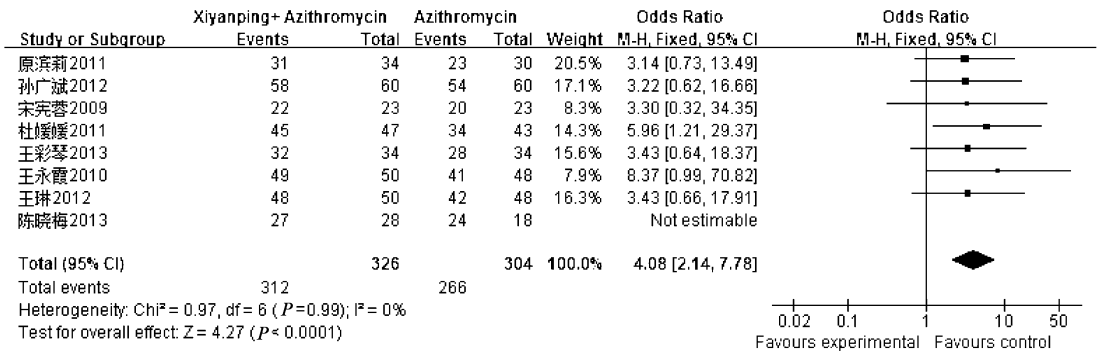 Xiyanping+ Azithromycin Azithromycin Odds Ratio Odds Ratio
Study or Subgroup Events Total Events Total Weight M-H, Fixed, 95% CI M-H, Fixed, 95% CI
原滨莉2011 31 34 23 30 20.5% 3.14 [0.73, 13.49]
孙广斌2012 58 60 54 60 17.1% 3.22 [0.62, 16.66]
宋宪蓉2009 22 23 20 23 8.3% 3.30 [0.32, 34.35]
杜嫒嫒2011 45 47 34 43 14.3% 5.96 [1.21, 29.37]
王彩琴2013 32 34 28 34 15.6% 3.43 [0.64, 18.37]
王永霞2010 49 50 41 48 7.9% 8.37 [0.99, 70.82]
王琳2012 48 50 42 48 16.3% 3.43 [0.66, 17.91]
陈晓梅2013 27 28 24 18 Not estimable
Total (95% CI) 326 304 100.0% 4.08 [2.14, 7.78]
Total events 312 266
Heterogeneity: Chi² = 0.97, df = 6 (P=0.99); I² = 0%
Test for overall effect: Z = 4.27 (P < 0.0001)
0.02 0.1 1 10 50
Favours experimental Favours control